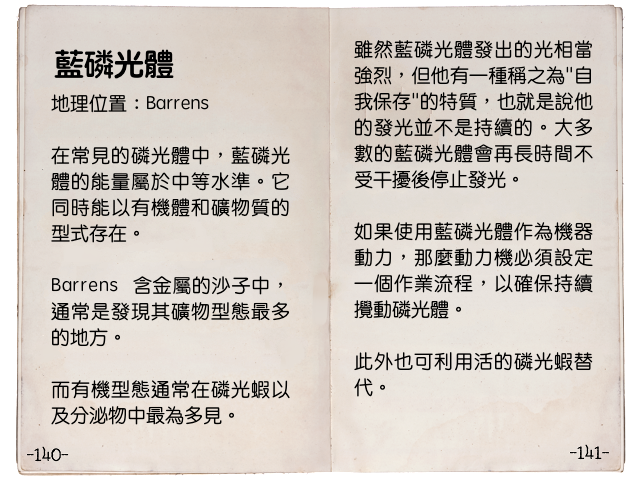 藍磷光體
地理位置：Barrens
在常見的磷光體中，藍磷光
體的能量屬於中等水準。它
同時能以有機體和礦物質的
型式存在。
Barrens 含金屬的沙子中，
通常是發現其礦物型態最多
的地方。
而有機型態通常在磷光蝦以
及分泌物中最為多見。
-140-
雖然藍磷光體發出的光相當
強烈，但他有一種稱之為"自
我保存"的特質，也就是說他
的發光並不是持續的。大多
數的藍磷光體會再長時間不
受干擾後停止發光。
如果使用藍磷光體作為機器
動力，那麼動力機必須設定
一個作業流程，以確保持續
攪動磷光體。
此外也可利用活的磷光蝦替
代。
-141-